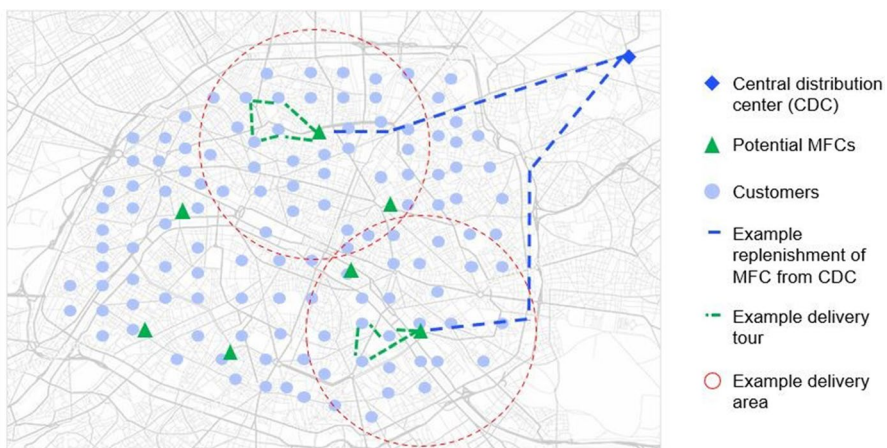 Central distribution
center (CDC)
Potential MFCs
Customers
Example
replenishment of
MFC from CDC
Example delivery
tour
Example delivery
area